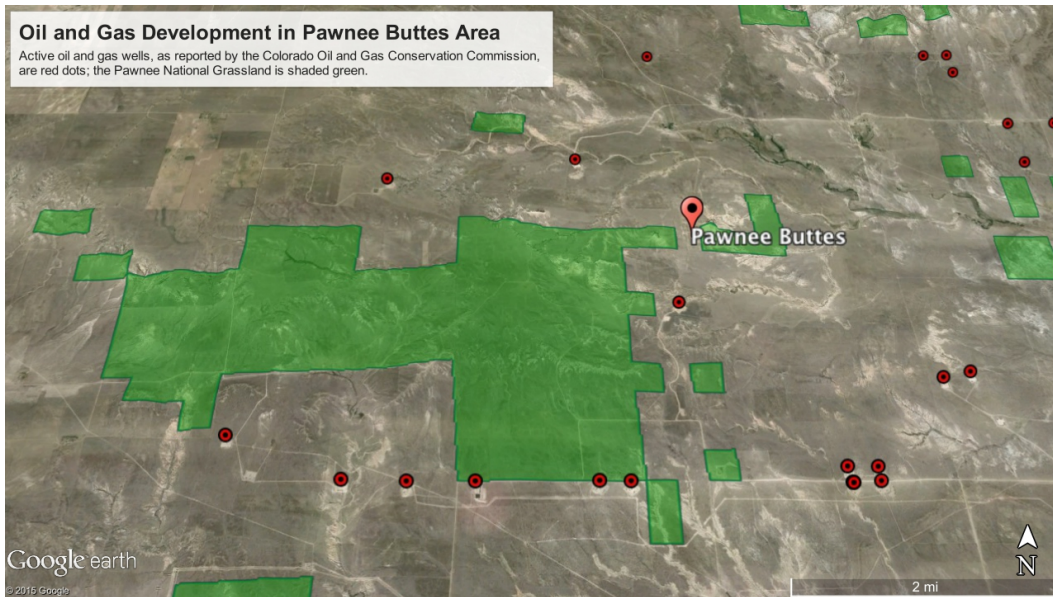 Oil and Gas Development in Pawnee Buttes Area
Active oil and gas wells, as reported by the Colorado Oil and Gas Conservation Commission,
are red dots; the Pawnee National Grassland is shaded green.
Pawnee Buttes
Google earth
© 2015 Google
N
2 mi